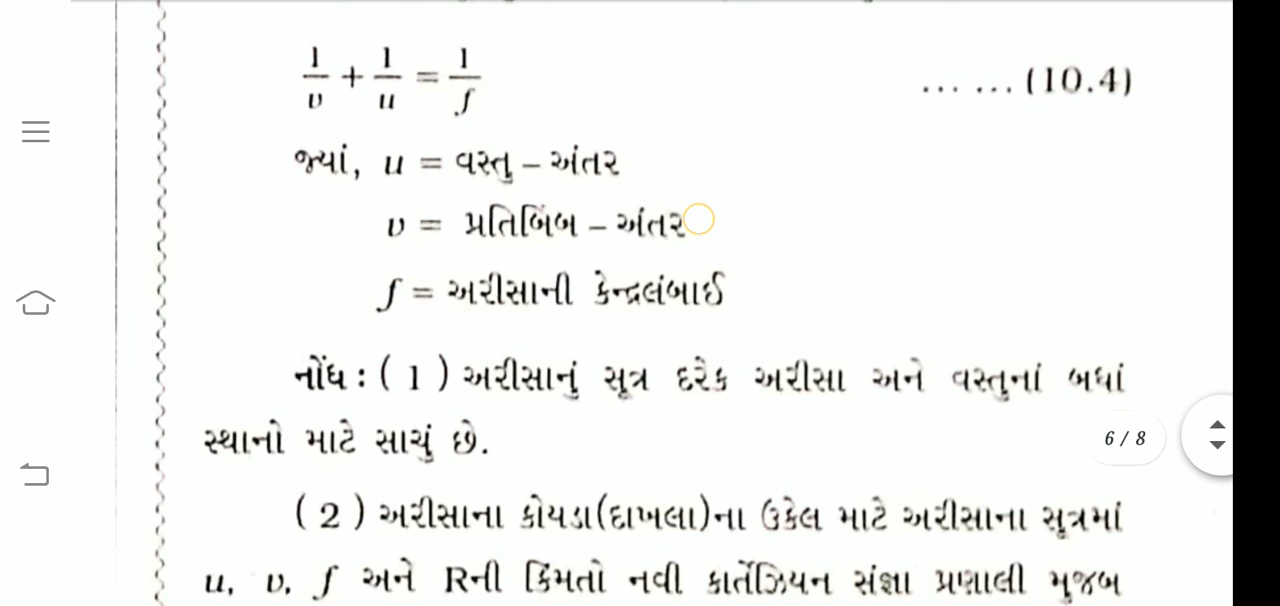 1/v + 1/u = 1/f ... ... (10.4)
જ્યાં, u = વસ્તુ – અંતર
v = પ્રતિબિંબ – અંતર
f = અરીસાની કેન્દ્રલંબાઈ
નોંધ : ( 1 ) અરીસાનું સૂત્ર દરેક અરીસા અને વસ્તુનાં બધાં
સ્થાનો માટે સાચું છે.
6 / 8
( 2 ) અરીસાના કોયડા(દાખલા)ના ઉકેલ માટે અરીસાના સૂત્રમાં
u, v, f અને Rની કિંમતો નવી કાર્તેઝિયન સંજ્ઞા પ્રણાલી મુજબ